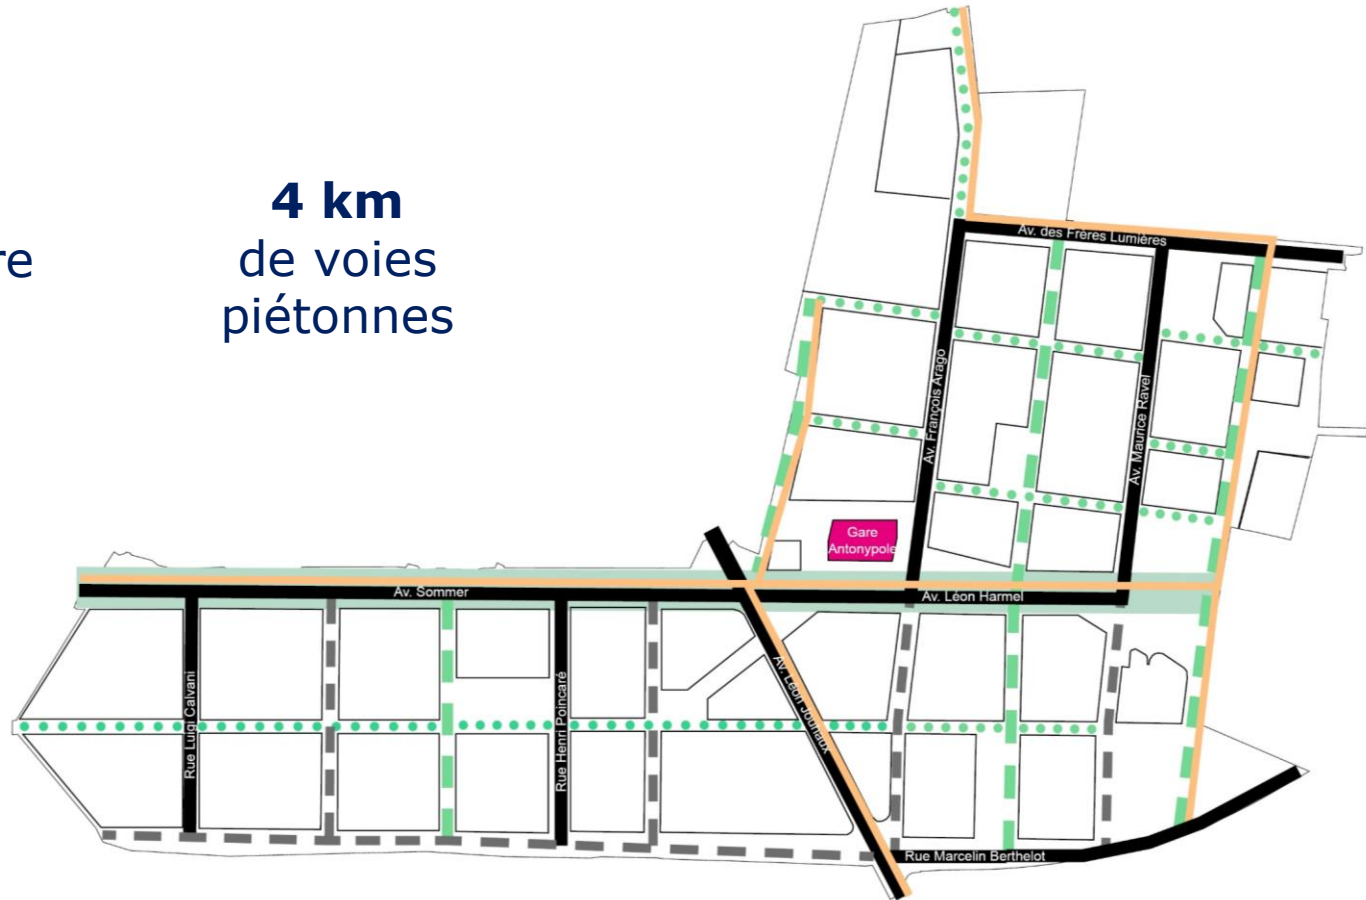 4 km
de voies
piétonnes
re
Av. des Frères Lumières
Av. François Arago
Av. Maurice Ravel
Gare
Antonypole
Av. Sommer
Av. Léon Harmel
Rue Luigi Galvani
Rue Henri Poincaré
Av. Léon Jouhaux
Rue Marcelin Berthelot